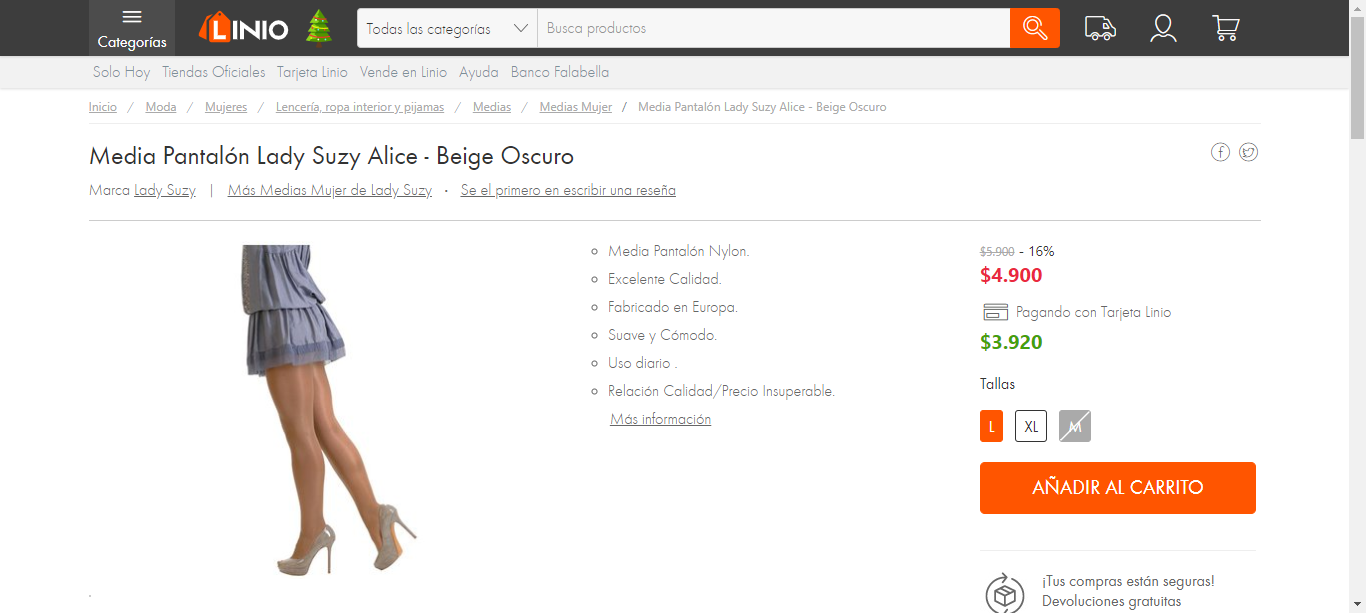 Categorías
LINIO
Todas las categorías
Busca productos
Solo Hoy Tiendas Oficiales Tarjeta Linio Vende en Linio Ayuda Banco Falabella
Inicio / Moda / Mujeres / Lencería, ropa interior y pijamas / Medias / Medias Mujer / Media Pantalón Lady Suzy Alice - Beige Oscuro
Media Pantalón Lady Suzy Alice - Beige Oscuro
Marca Lady Suzy | Más Medias Mujer de Lady Suzy · Se el primero en escribir una reseña
Media Pantalón Nylon.
Excelente Calidad.
Fabricado en Europa.
Suave y Cómodo.
Uso diario .
Relación Calidad/Precio Insuperable.
Más información
$5.900 - 16%
$4.900
Pagando con Tarjeta Linio
$3.920
Tallas
L XL M
AÑADIR AL CARRITO
¡Tus compras están seguras!
Devoluciones gratuitas